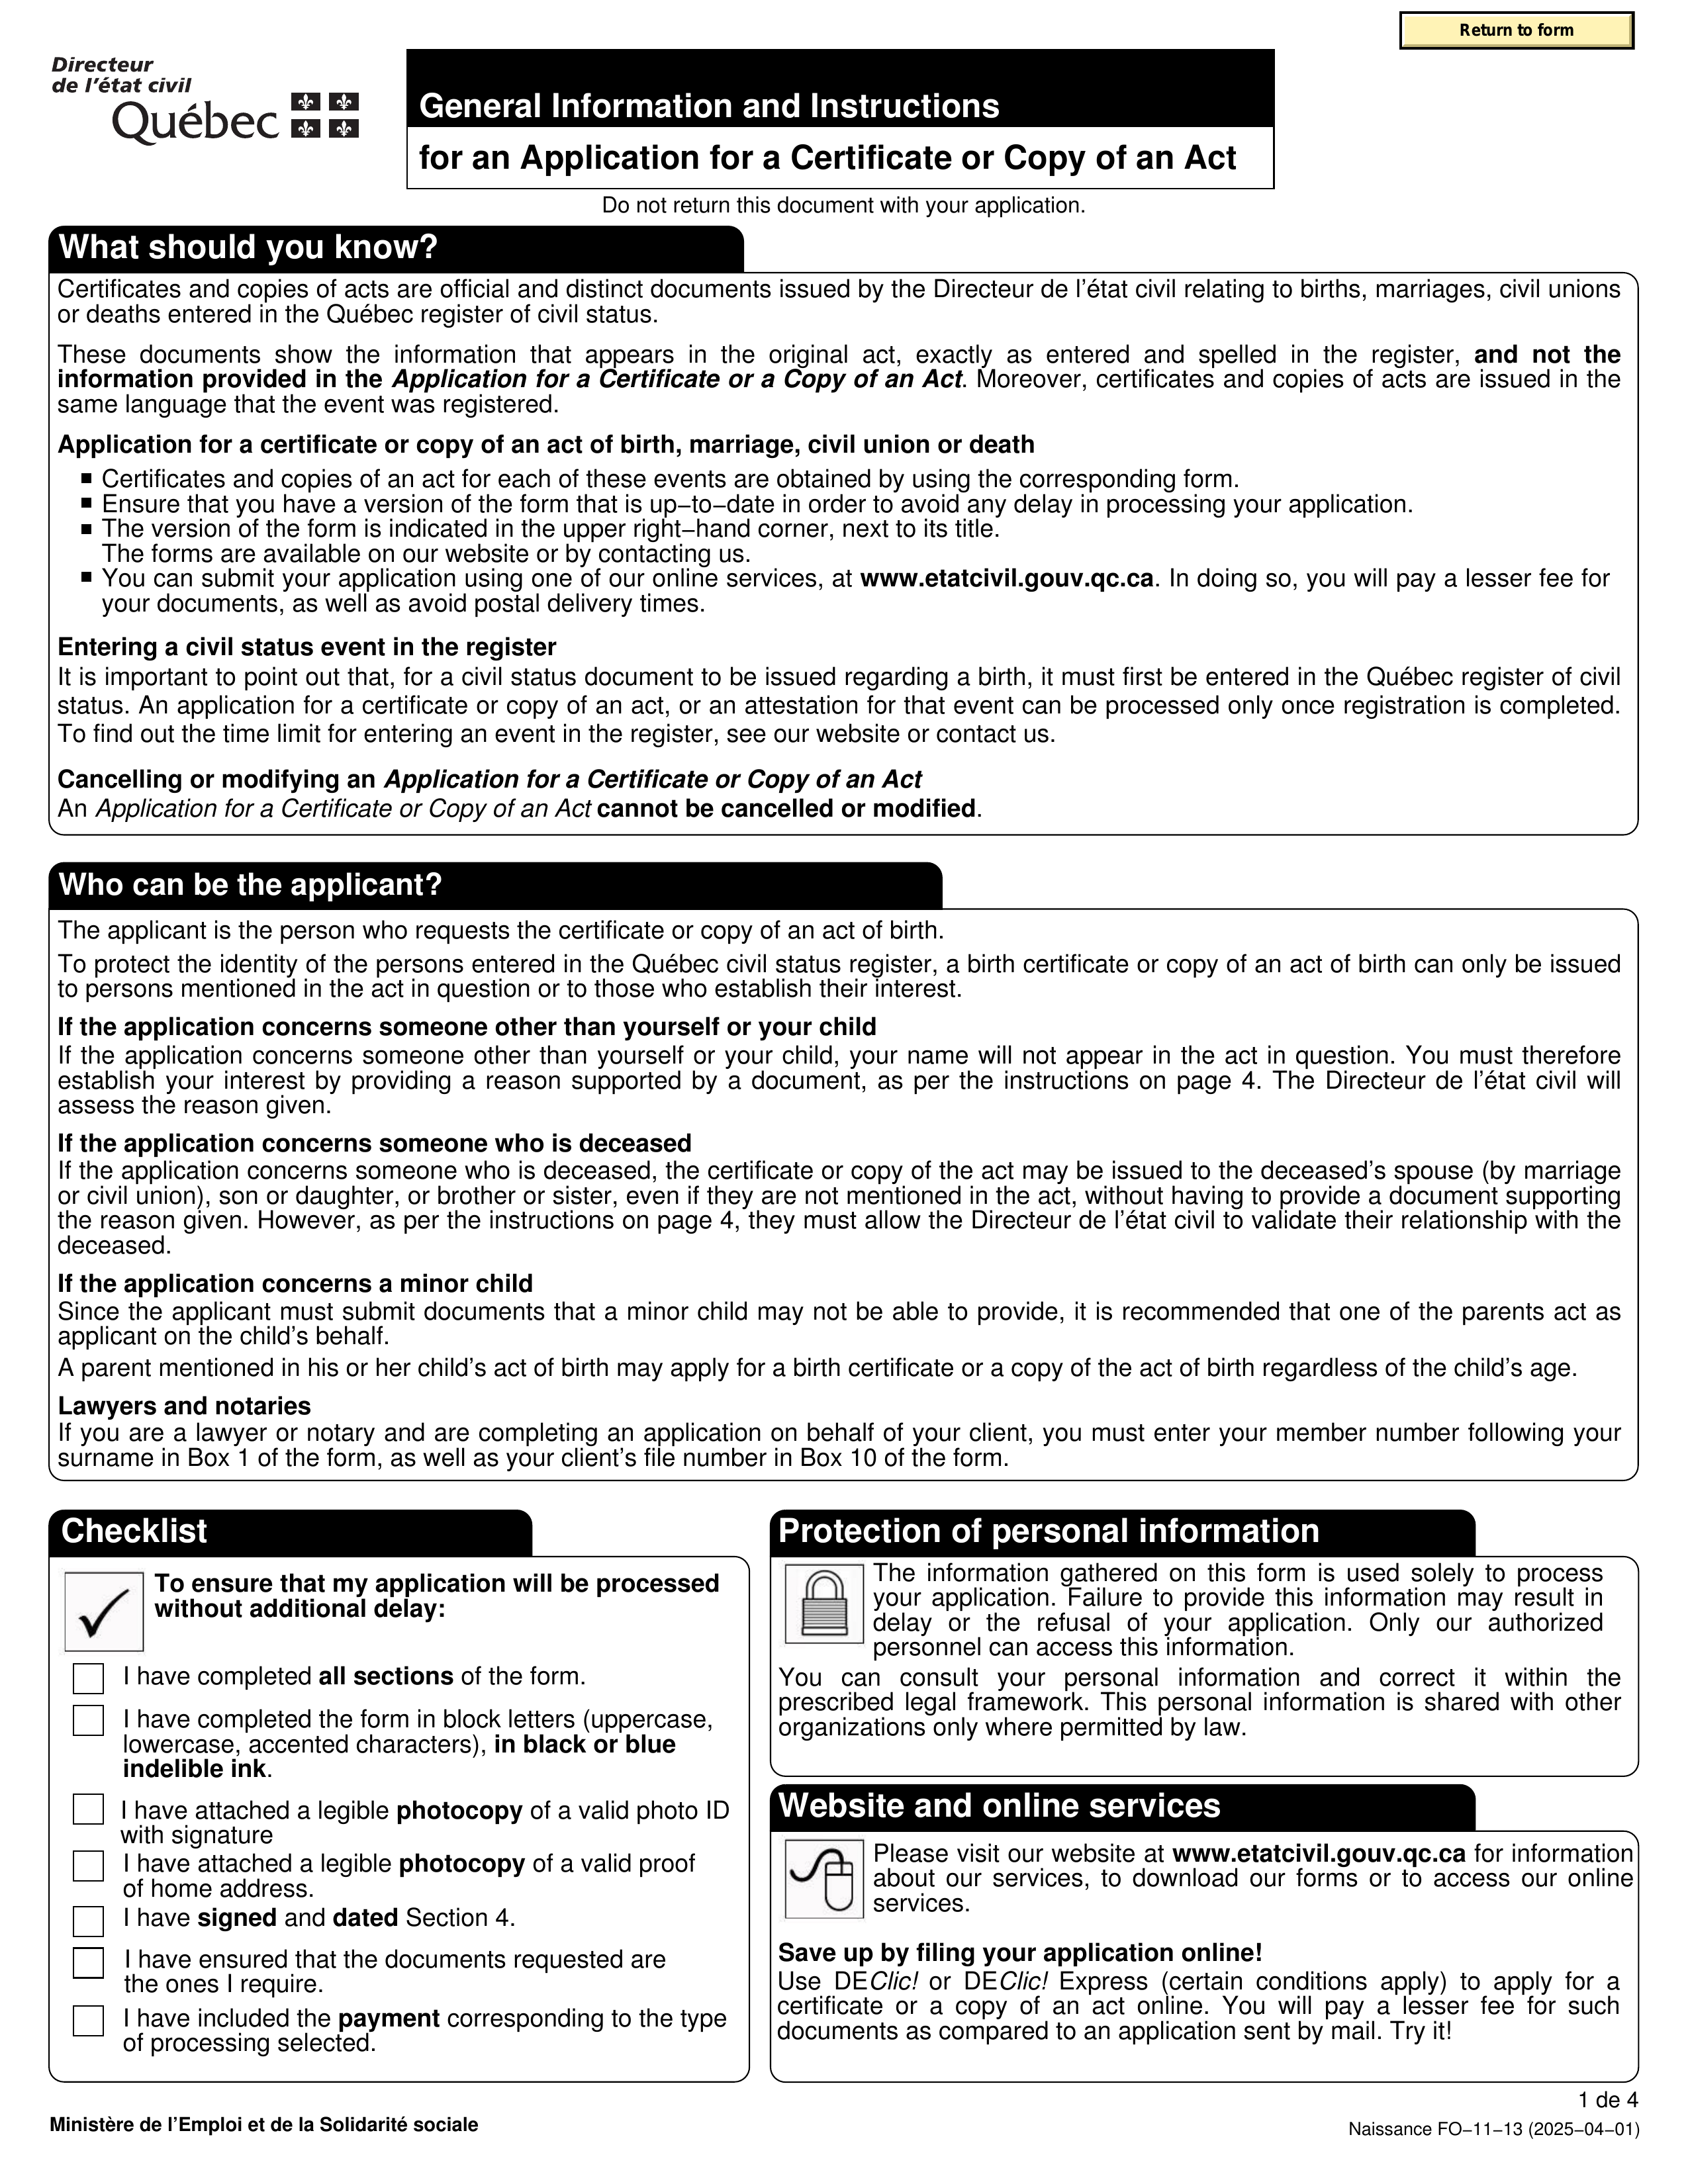 Return to form
Directeur
de l'état civil
Québec
General Information and Instructions
for an Application for a Certificate or Copy of an Act
Do not return this document with your application.
What should you know?
Certificates and copies of acts are official and distinct documents issued by the Directeur de l'état civil relating to births, marriages, civil unions
or deaths entered in the Québec register of civil status.
These documents show the information that appears in the original act, exactly as entered and spelled in the register, and not the
information provided in the Application for a Certificate or a Copy of an Act. Moreover, certificates and copies of acts are issued in the
same language that the event was registered.
Application for a certificate or copy of an act of birth, marriage, civil union or death
▪ Certificates and copies of an act for each of these events are obtained by using the corresponding form.
▪ Ensure that you have a version of the form that is up−to−date in order to avoid any delay in processing your application.
▪ The version of the form is indicated in the upper right−hand corner, next to its title.
The forms are available on our website or by contacting us.
▪ You can submit your application using one of our online services, at www.etatcivil.gouv.qc.ca. In doing so, you will pay a lesser fee for
your documents, as well as avoid postal delivery times.
Entering a civil status event in the register
It is important to point out that, for a civil status document to be issued regarding a birth, it must first be entered in the Québec register of civil
status. An application for a certificate or copy of an act, or an attestation for that event can be processed only once registration is completed.
To find out the time limit for entering an event in the register, see our website or contact us.
Cancelling or modifying an Application for a Certificate or Copy of an Act
An Application for a Certificate or Copy of an Act cannot be cancelled or modified.
Who can be the applicant?
The applicant is the person who requests the certificate or copy of an act of birth.
To protect the identity of the persons entered in the Québec civil status register, a birth certificate or copy of an act of birth can only be issued
to persons mentioned in the act in question or to those who establish their interest.
If the application concerns someone other than yourself or your child
If the application concerns someone other than yourself or your child, your name will not appear in the act in question. You must therefore
establish your interest by providing a reason supported by a document, as per the instructions on page 4. The Directeur de l'état civil will
assess the reason given.
If the application concerns someone who is deceased
If the application concerns someone who is deceased, the certificate or copy of the act may be issued to the deceased's spouse (by marriage
or civil union), son or daughter, or brother or sister, even if they are not mentioned in the act, without having to provide a document supporting
the reason given. However, as per the instructions on page 4, they must allow the Directeur de l'état civil to validate their relationship with the
deceased.
If the application concerns a minor child
Since the applicant must submit documents that a minor child may not be able to provide, it is recommended that one of the parents act as
applicant on the child's behalf.
A parent mentioned in his or her child's act of birth may apply for a birth certificate or a copy of the act of birth regardless of the child's age.
Lawyers and notaries
If you are a lawyer or notary and are completing an application on behalf of your client, you must enter your member number following your
surname in Box 1 of the form, as well as your client's file number in Box 10 of the form.
Checklist
To ensure that my application will be processed
without additional delay:
I have completed all sections of the form.
I have completed the form in block letters (uppercase,
lowercase, accented characters), in black or blue
indelible ink.
I have attached a legible photocopy of a valid photo ID
with signature
I have attached a legible photocopy of a valid proof
of home address.
I have signed and dated Section 4.
I have ensured that the documents requested are
the ones I require.
I have included the payment corresponding to the type
of processing selected.
Protection of personal information
The information gathered on this form is used solely to process
your application. Failure to provide this information may result in
delay or the refusal of your application. Only our authorized
personnel can access this information.
You can consult your personal information and correct it within the
prescribed legal framework. This personal information is shared with other
organizations only where permitted by law.
Website and online services
Please visit our website at www.etatcivil.gouv.qc.ca for information
about our services, to download our forms or to access our online
services.
Save up by filing your application online!
Use DEClic! or DEClic! Express (certain conditions apply) to apply for a
certificate or a copy of an act online. You will pay a lesser fee for such
documents as compared to an application sent by mail. Try it!
1 de 4
Ministère de l'Emploi et de la Solidarité sociale
Naissance FO−11−13 (2025−04−01)